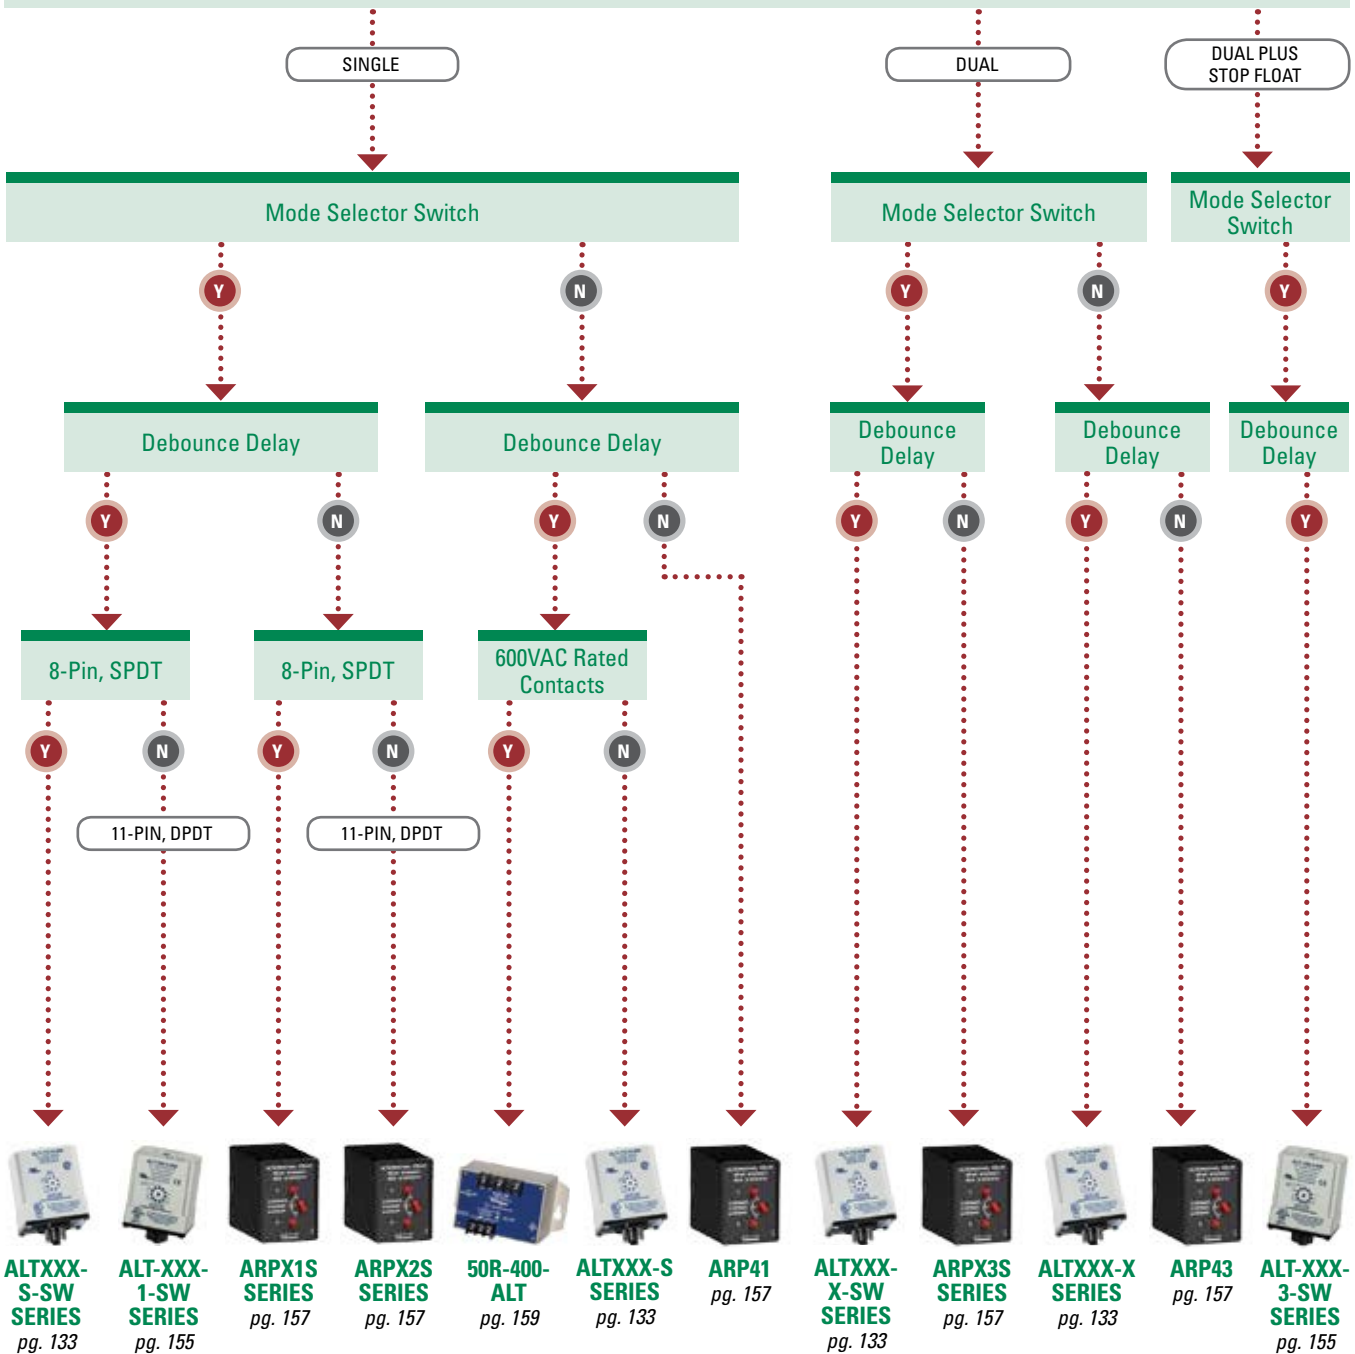 SINGLE
DUAL
DUAL PLUS
STOP FLOAT
Mode Selector Switch
Mode Selector Switch
Mode Selector
Switch
Y
N
Y
N
Y
Debounce Delay
Debounce Delay
Debounce
Delay
Debounce
Delay
Debounce
Delay
Y
N
Y
N
Y
N
Y
N
Y
8-Pin, SPDT
8-Pin, SPDT
600VAC Rated
Contacts
Y
N
Y
N
Y
N
11-PIN, DPDT
11-PIN, DPDT
ALTXXX-
S-SW
SERIES
pg. 133
ALT-XXX-
1-SW
SERIES
pg. 155
ARPX1S
SERIES
pg. 157
ARPX2S
SERIES
pg. 157
50R-400-
ALT
pg. 159
ALTXXX-S
SERIES
pg. 133
ARP41
pg. 157
ALTXXX-
X-SW
SERIES
pg. 133
ARPX3S
SERIES
pg. 157
ALTXXX-X
SERIES
pg. 133
ARP43
pg. 157
ALT-XXX-
3-SW
SERIES
pg. 155